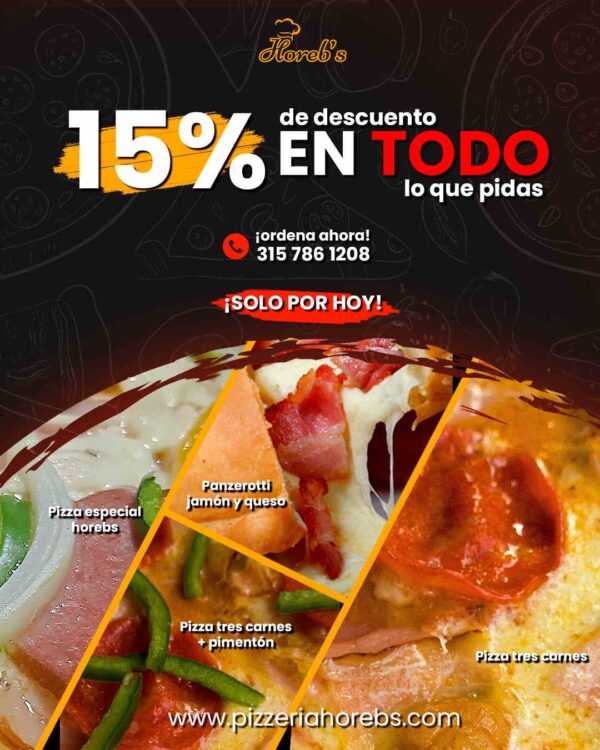 Horeb's
15%
de descuento
EN TODO
lo que pidas
¡ordena ahora!
315 786 1208
¡SOLO POR HOY!
Panzerotti
jamón y queso
Pizza especial
horebs
Pizza tres carnes
+ pimentón
Pizza tres carnes
www.pizzeriahorebs.com